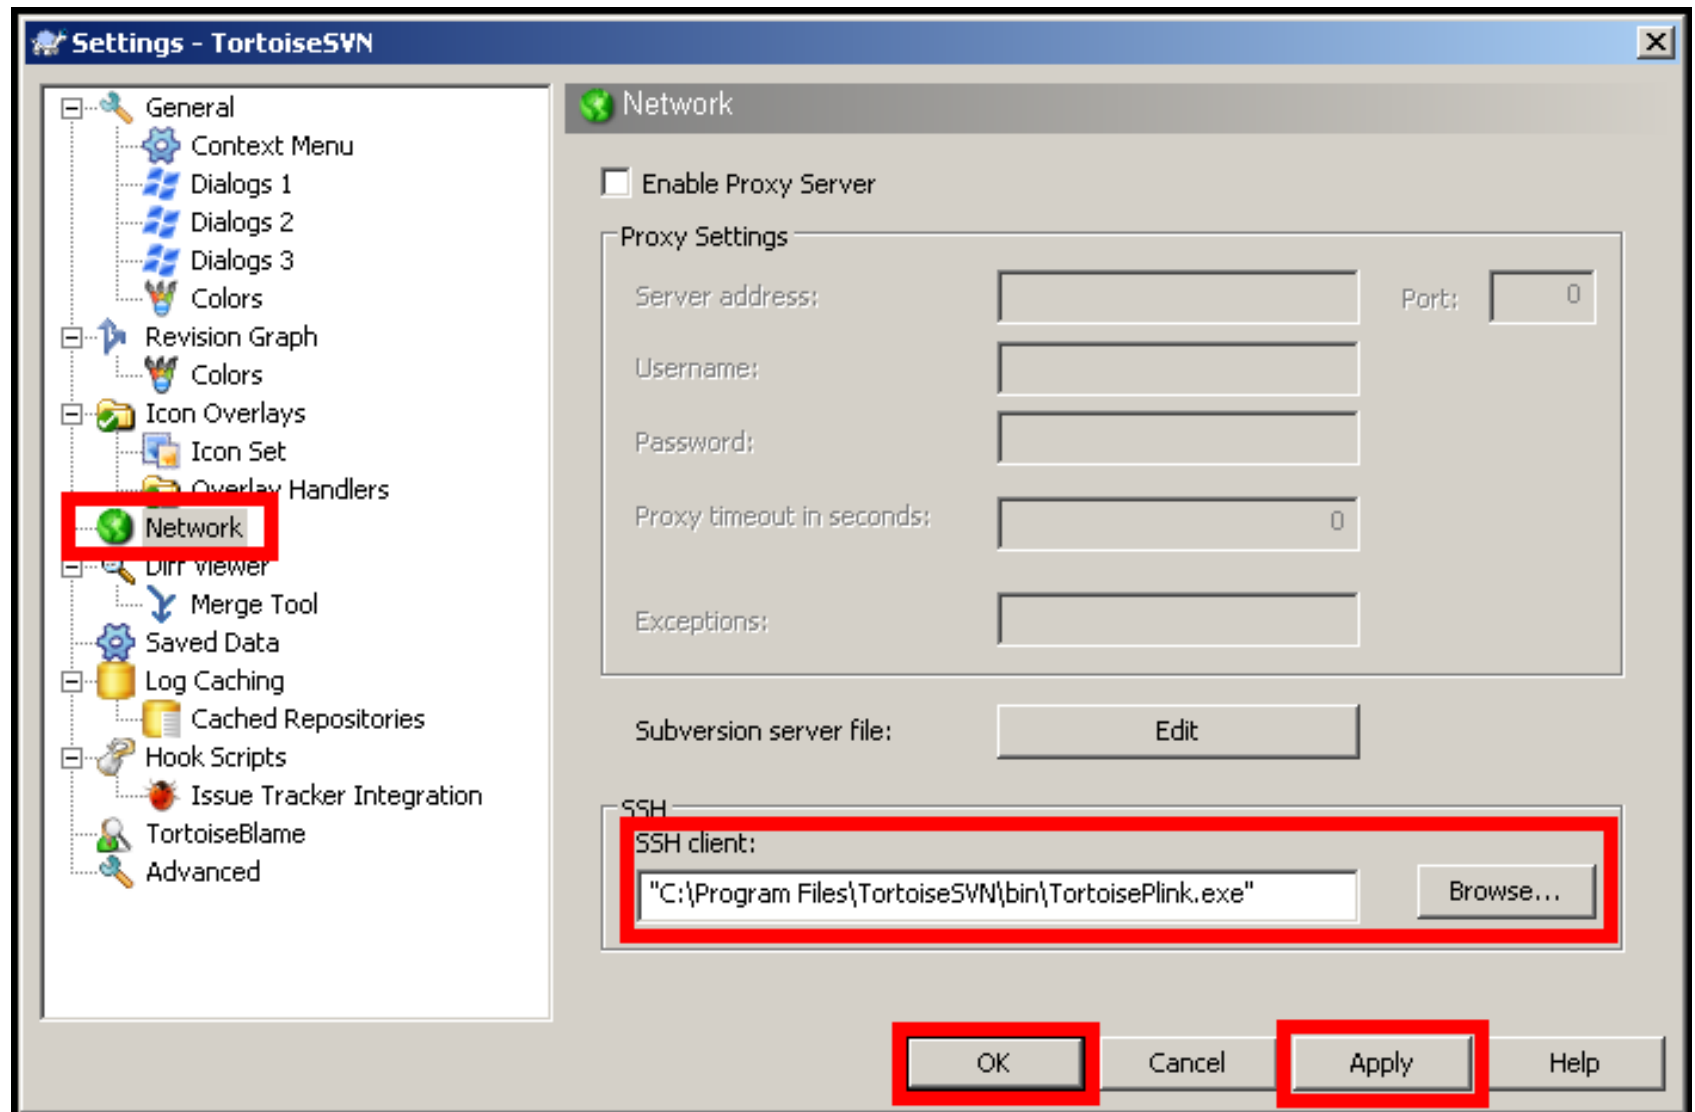 Settings - TortoiseSVN
General
Context Menu
Dialogs 1
Dialogs 2
Dialogs 3
Colors
Revision Graph
Colors
Icon Overlays
Icon Set
Overlay Handlers
Network
Diff Viewer
Merge Tool
Saved Data
Log Caching
Cached Repositories
Hook Scripts
Issue Tracker Integration
TortoiseBlame
Advanced
Network
Enable Proxy Server
Proxy Settings
Server address:
Port: 0
Username:
Password:
Proxy timeout in seconds: 0
Exceptions:
Subversion server file: Edit
SSH
SSH client:
"C:\Program Files\TortoiseSVN\bin\TortoisePlink.exe" Browse...
OK Cancel Apply Help